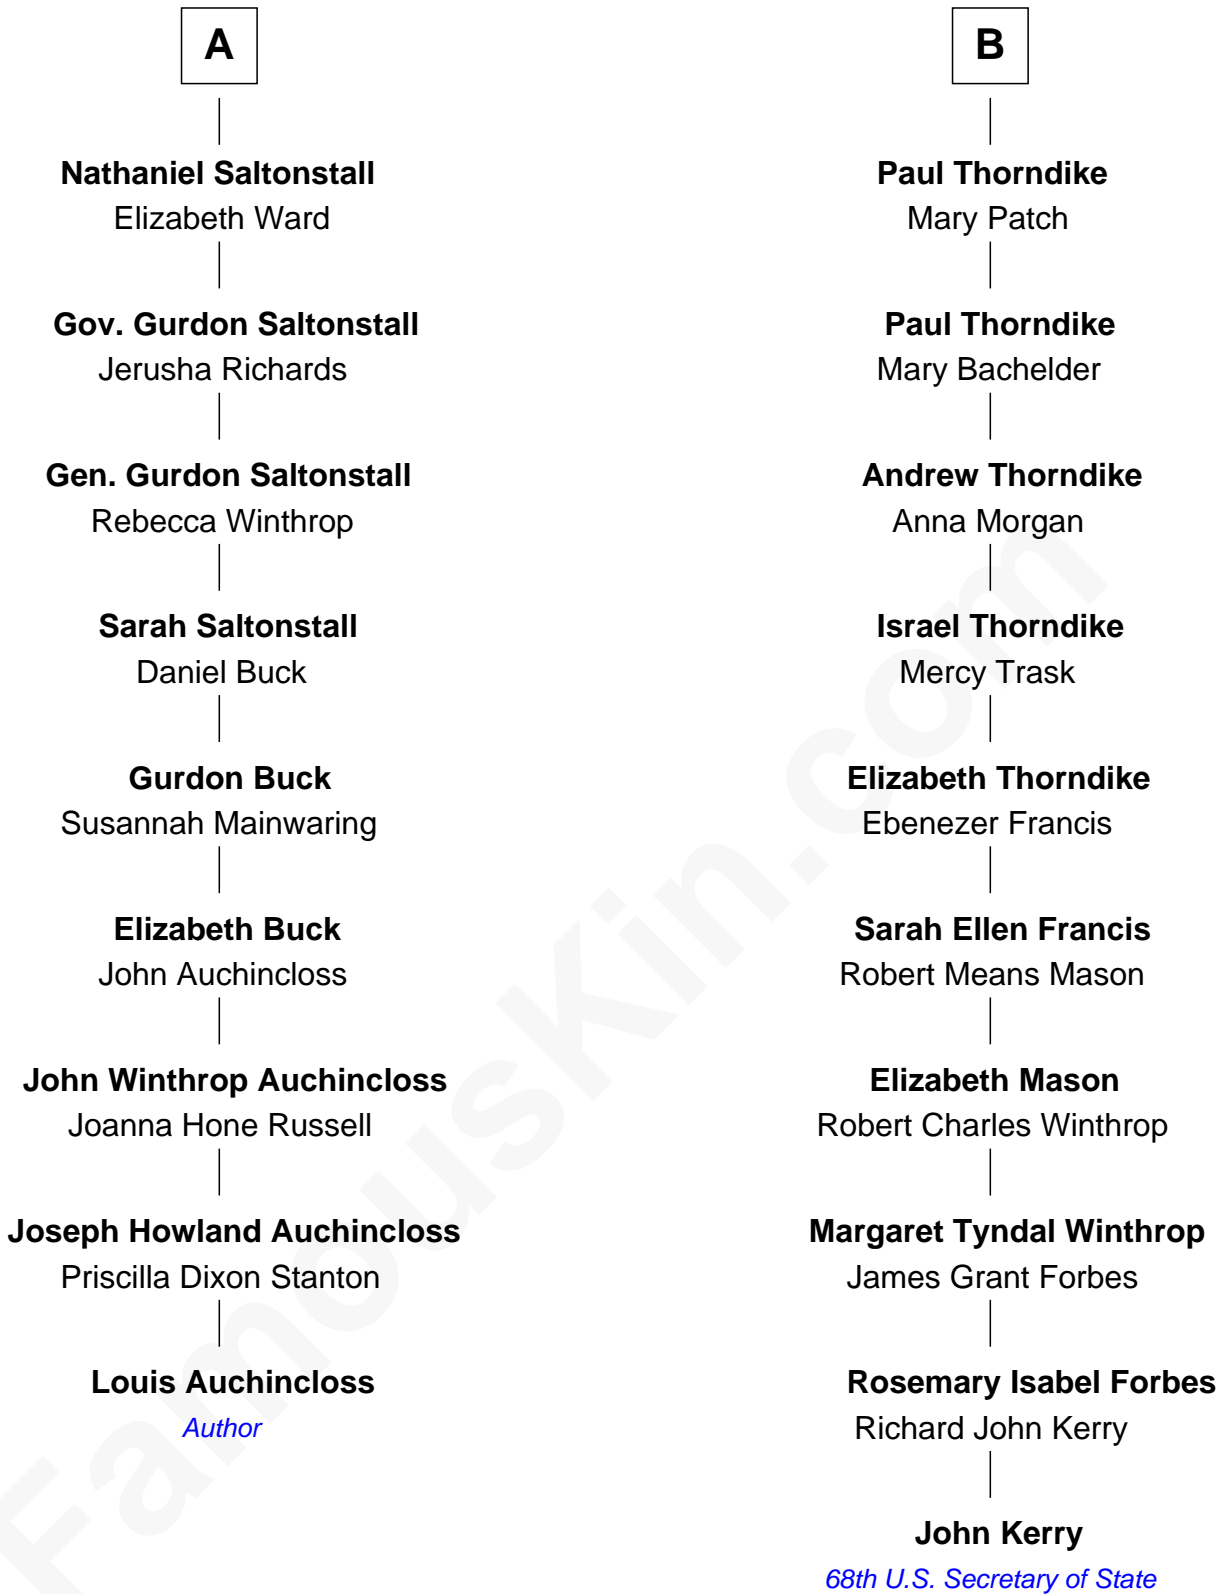 A
Nathaniel Saltonstall
Elizabeth Ward
Gov. Gurdon Saltonstall
Jerusha Richards
Gen. Gurdon Saltonstall
Rebecca Winthrop
Sarah Saltonstall
Daniel Buck
Gurdon Buck
Susannah Mainwaring
Elizabeth Buck
John Auchincloss
John Winthrop Auchincloss
Joanna Hone Russell
Joseph Howland Auchincloss
Priscilla Dixon Stanton
Louis Auchincloss
Author
B
Paul Thorndike
Mary Patch
Paul Thorndike
Mary Bachelder
Andrew Thorndike
Anna Morgan
Israel Thorndike
Mercy Trask
Elizabeth Thorndike
Ebenezer Francis
Sarah Ellen Francis
Robert Means Mason
Elizabeth Mason
Robert Charles Winthrop
Margaret Tyndal Winthrop
James Grant Forbes
Rosemary Isabel Forbes
Richard John Kerry
John Kerry
68th U.S. Secretary of State
FamousKin.com